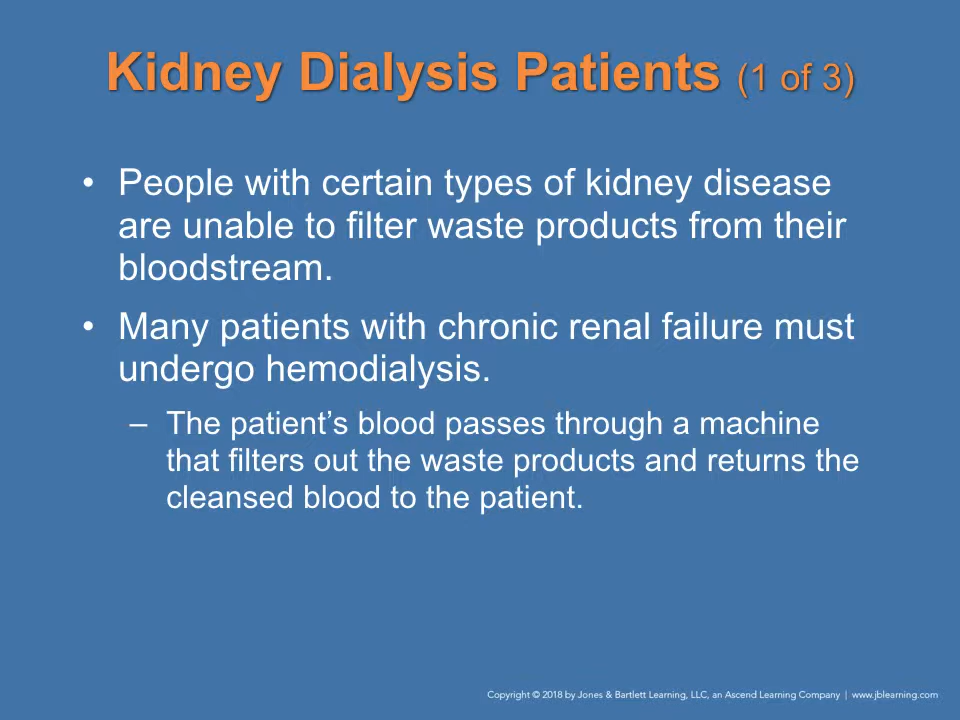 Kidney Dialysis Patients (1 of 3)
• People with certain types of kidney disease
are unable to filter waste products from their
bloodstream.
• Many patients with chronic renal failure must
undergo hemodialysis.
– The patient’s blood passes through a machine
that filters out the waste products and returns the
cleansed blood to the patient.
Copyright © 2018 by Jones & Bartlett Learning, LLC, an Ascend Learning Company | www.jblearning.com